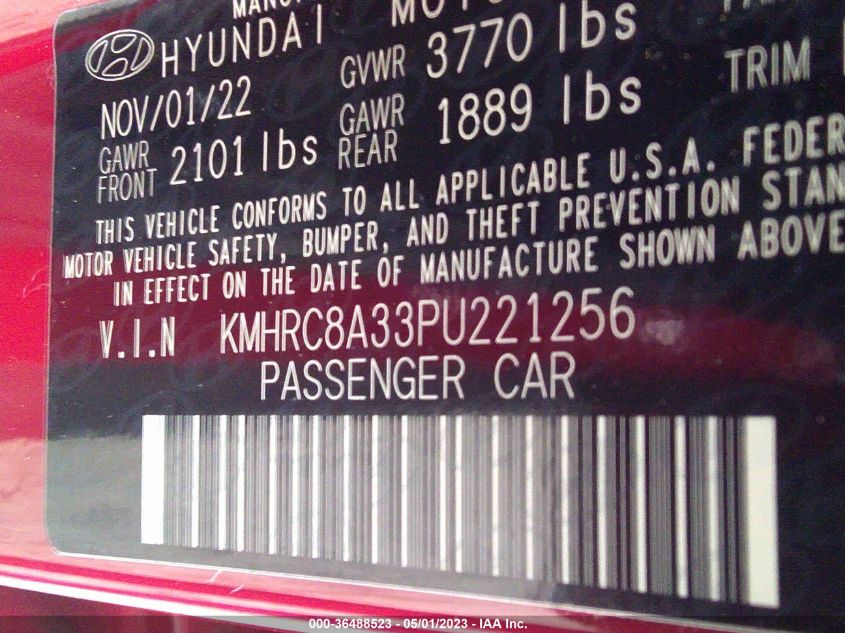 HYUNDAI
NOV/01/22 GVWR 3770 lbs
GAWR FRONT 2101 lbs GAWR REAR 1889 lbs TRIM
THIS VEHICLE CONFORMS TO ALL APPLICABLE U.S.A. FEDER
MOTOR VEHICLE SAFETY, BUMPER, AND THEFT PREVENTION STAN
IN EFFECT ON THE DATE OF MANUFACTURE SHOWN ABOVE
V.I.N KMHRC8A33PU221256
PASSENGER CAR
000-36488523 - 05/01/2023 - IAA Inc.